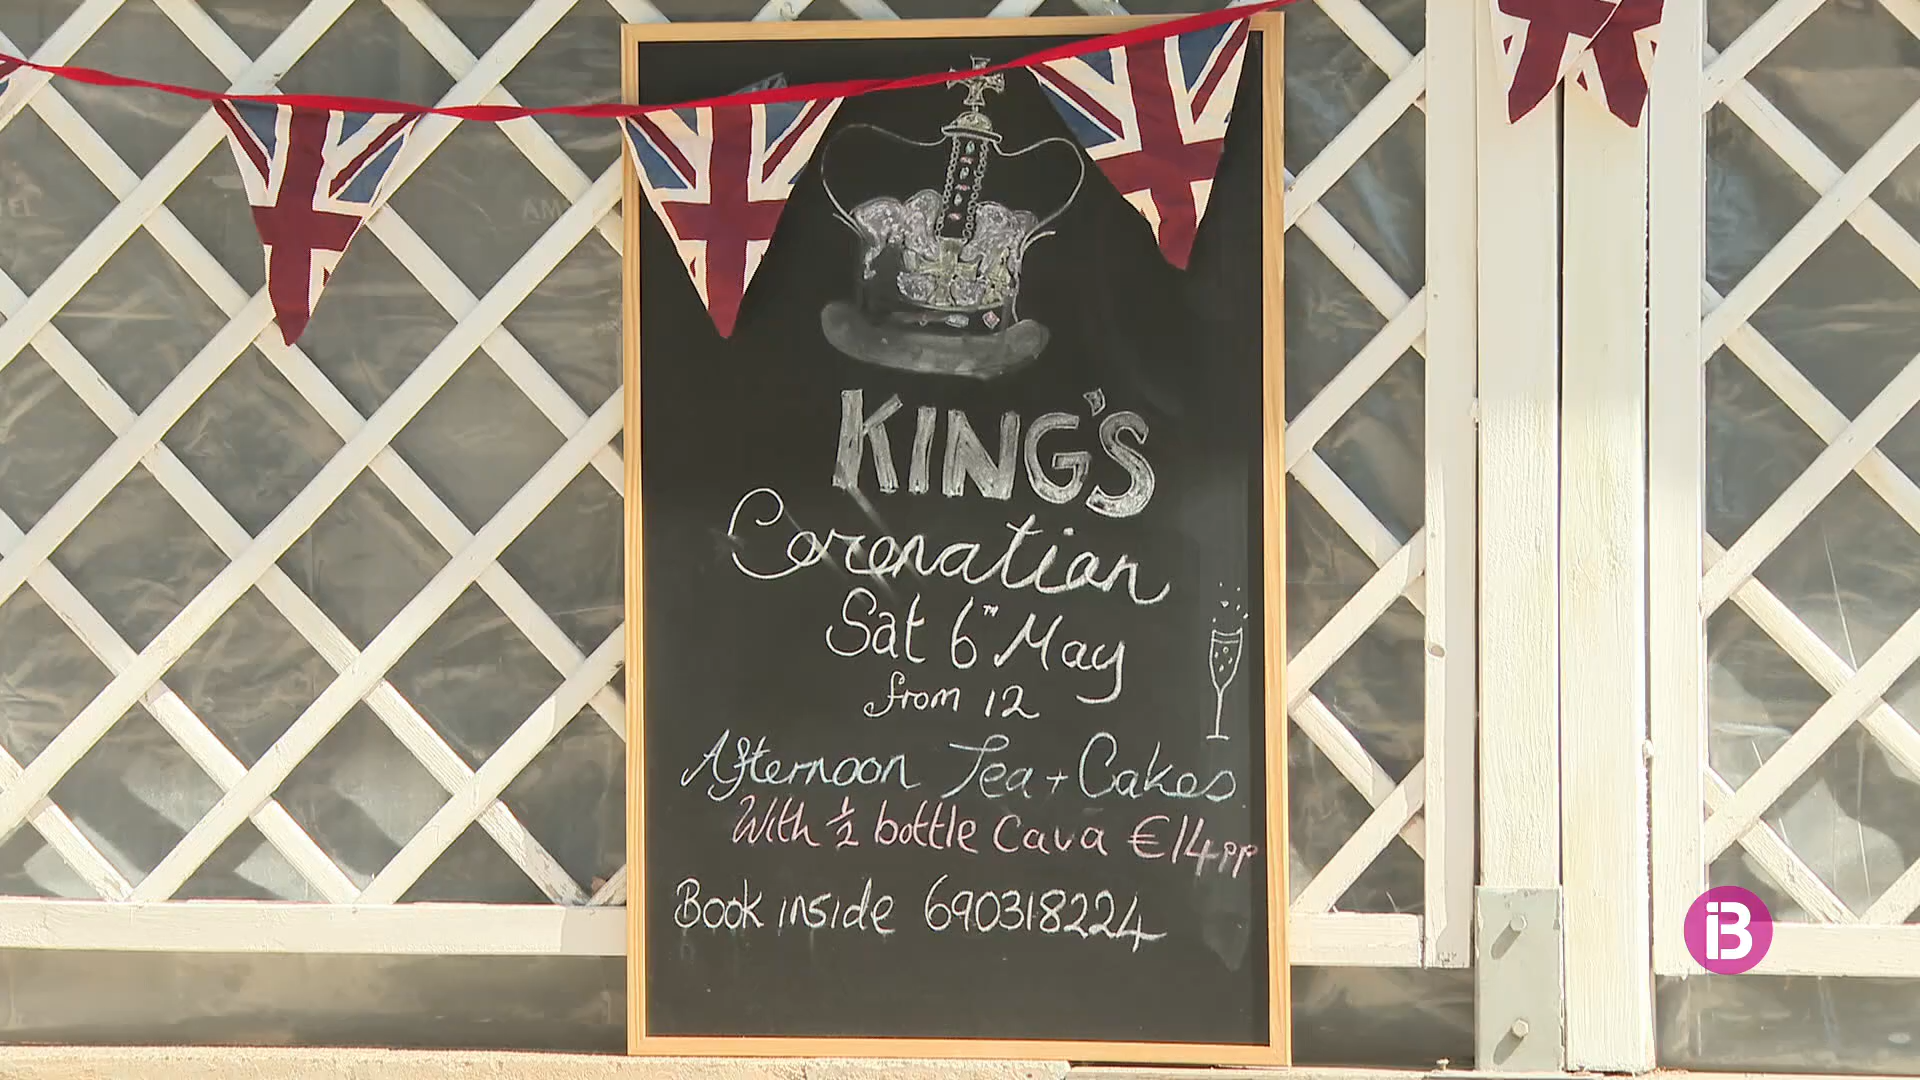 KING'S
Coronation
Sat 6TH May
from 12
Afternoon Tea + Cakes
With ½ bottle Cava €14pp
Book inside 690318224
IB